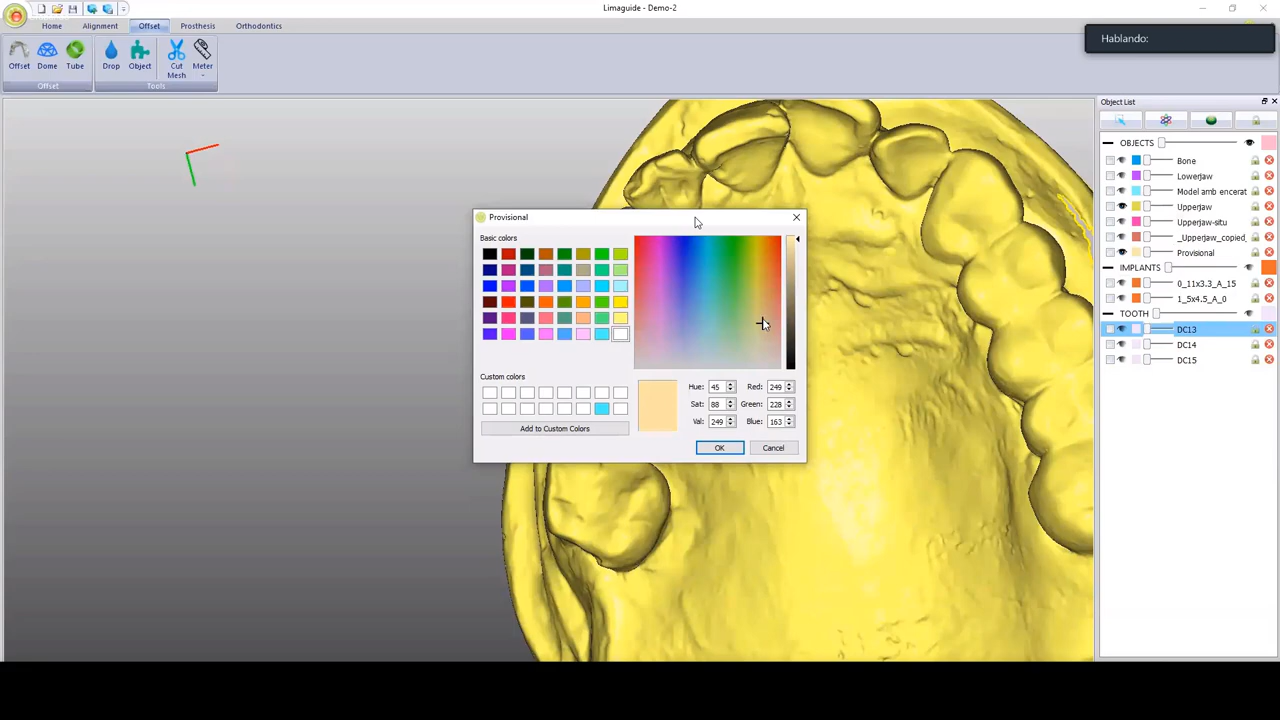 Limaguide - Demo-2
Home Alignment Offset Prosthesis Orthodontics
Hablando:
Offset Dome Tube Drop Object Cut Mesh Meter
Offset Tools
Object List
OBJECTS
Bone
Lowerjaw
Model amb encerat
Upperjaw
Upperjaw-situ
_Upperjaw_copied_
Provisional
IMPLANTS
0_11x3.3_A_15
1_5x4.5_A_0
TOOTH
DC13
DC14
DC15
Provisional
Basic colors
Custom colors
Add to Custom Colors
Hue: 45 Red: 249
Sat: 88 Green: 228
Val: 249 Blue: 163
OK Cancel